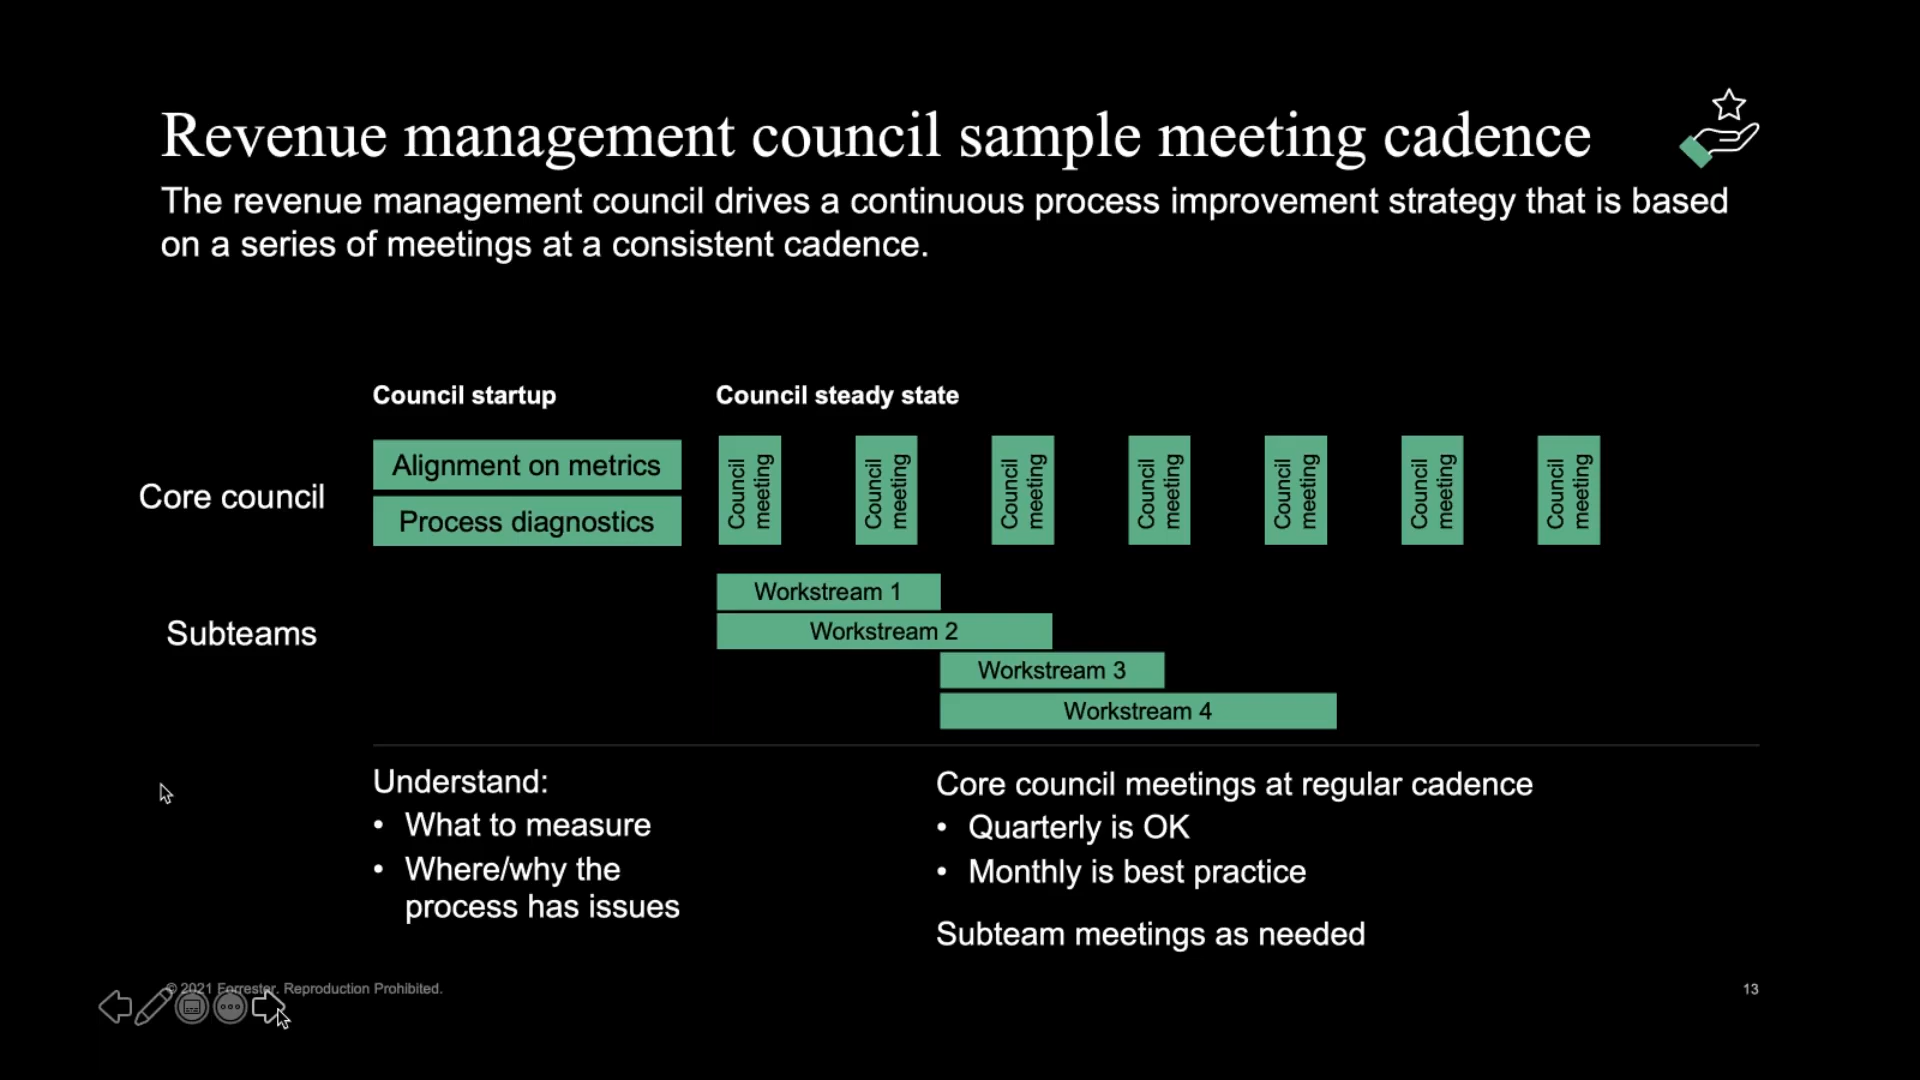 Revenue management council sample meeting cadence
The revenue management council drives a continuous process improvement strategy that is based
on a series of meetings at a consistent cadence.
Council startup
Council steady state
Core council
Alignment on metrics
Process diagnostics
Council
meeting
Council
meeting
Council
meeting
Council
meeting
Council
meeting
Council
meeting
Council
meeting
Subteams
Workstream 1
Workstream 2
Workstream 3
Workstream 4
Understand:
• What to measure
• Where/why the
process has issues
Core council meetings at regular cadence
• Quarterly is OK
• Monthly is best practice
Subteam meetings as needed
© 2021 Forrester. Reproduction Prohibited.
13